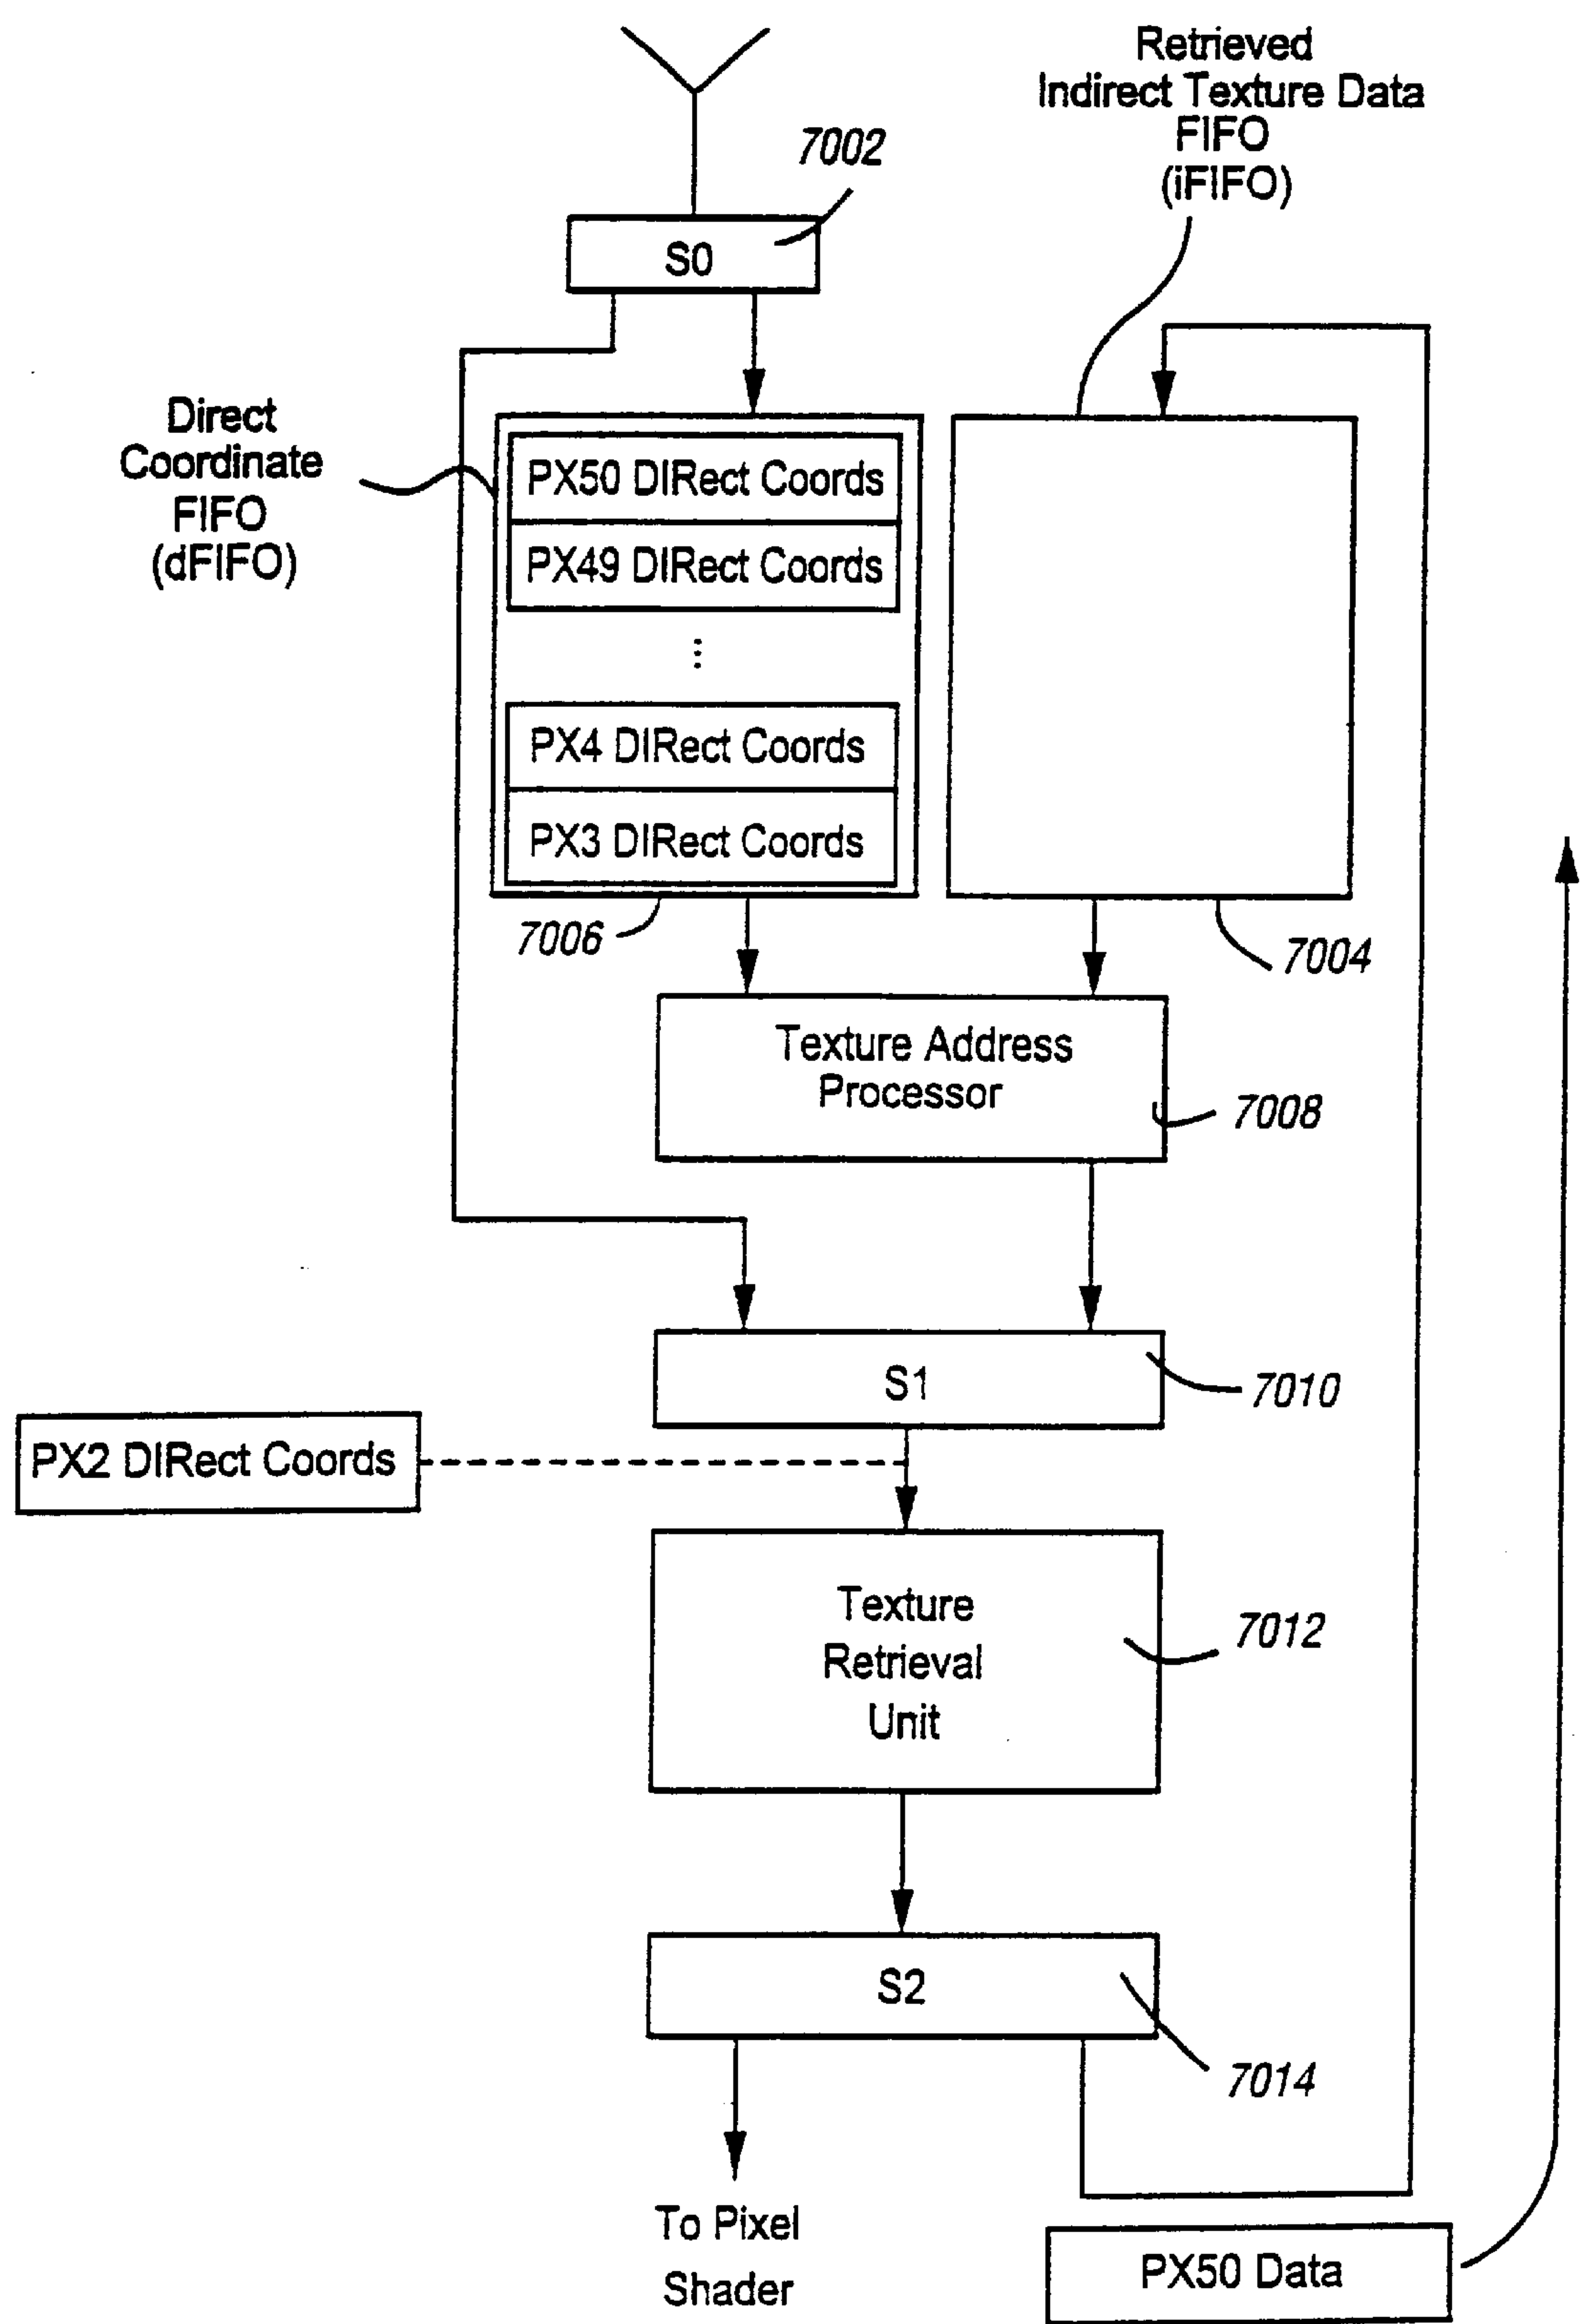 Retrieved
Indirect Texture Data
FIFO
(iFIFO)
7002
S0
Direct
Coordinate
FIFO
(dFIFO)
PX50 DIRect Coords
PX49 DIRect Coords
⋮
PX4 DIRect Coords
PX3 DIRect Coords
7006
7004
Texture Address
Processor
7008
S1
7010
PX2 DIRect Coords
Texture
Retrieval
Unit
7012
S2
7014
To Pixel
Shader
PX50 Data